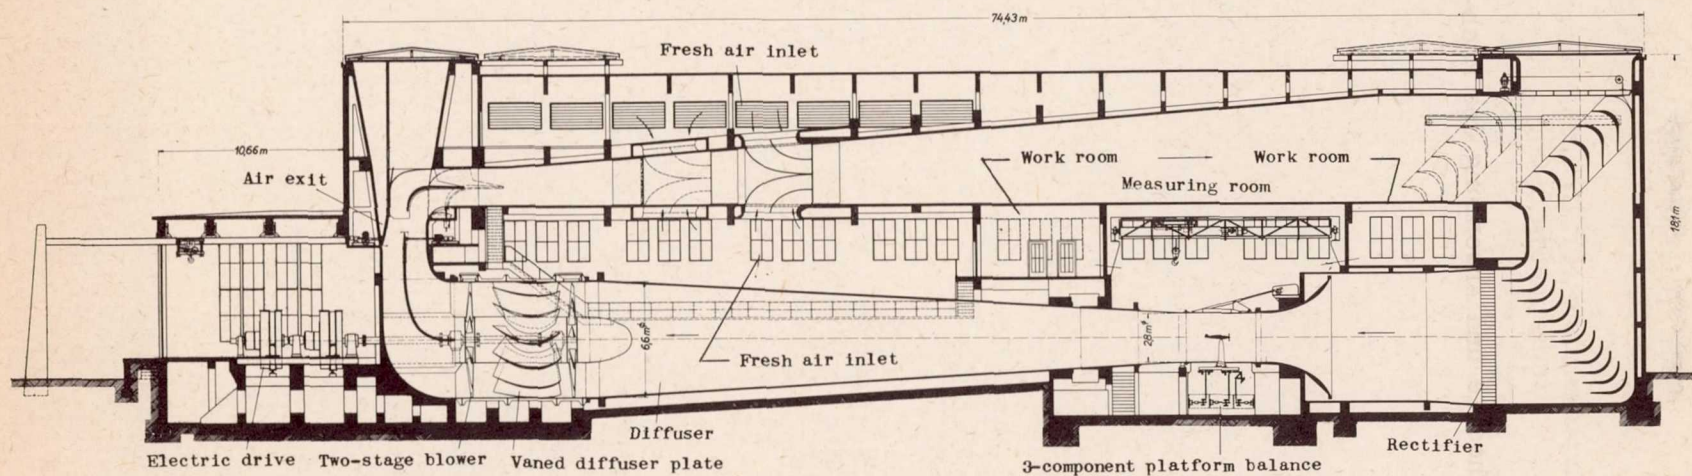 74,43 m
Fresh air inlet
10,66 m
Air exit
Work room
Work room
Measuring room
18,1 m
6,6 mᶲ
2,8 mᶲ
Fresh air inlet
Diffuser
Rectifier
Electric drive
Two-stage blower
Vaned diffuser plate
3-component platform balance